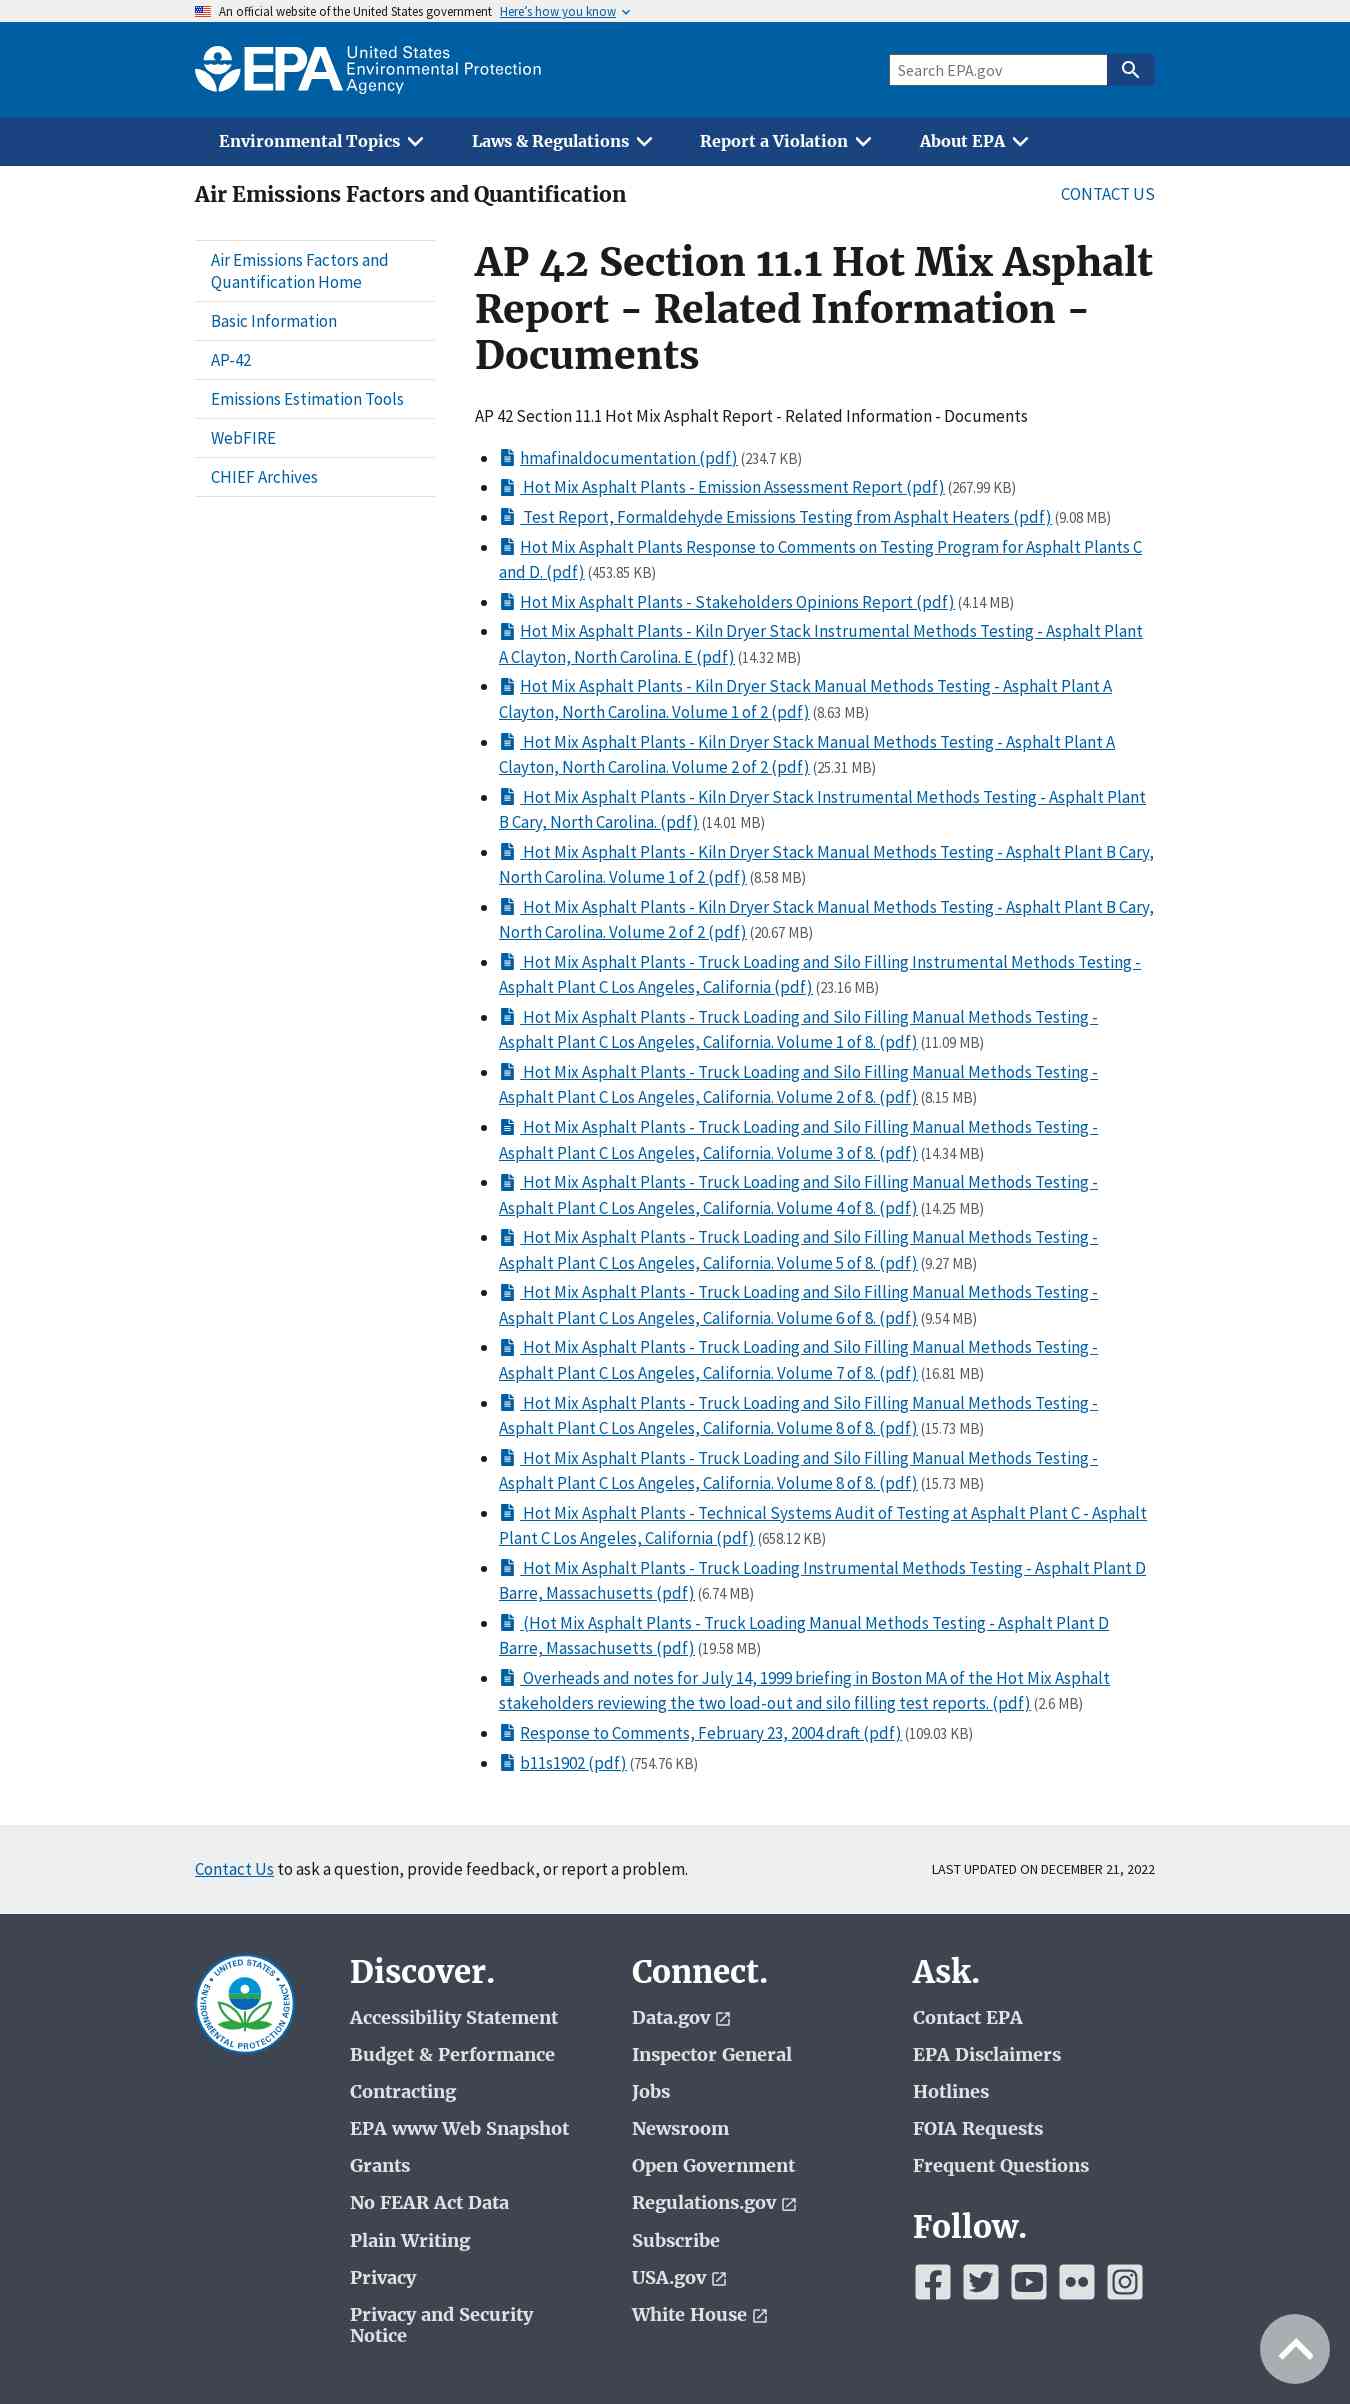 An official website of the United States government Here's how you know
EPA United States
Environmental Protection
Agency
Search EPA.gov
Environmental Topics Laws & Regulations Report a Violation About EPA
Air Emissions Factors and Quantification
CONTACT US
Air Emissions Factors and
Quantification Home
Basic Information
AP-42
Emissions Estimation Tools
WebFIRE
CHIEF Archives
AP 42 Section 11.1 Hot Mix Asphalt
Report - Related Information -
Documents
AP 42 Section 11.1 Hot Mix Asphalt Report - Related Information - Documents
hmafinaldocumentation (pdf) (234.7 KB)
Hot Mix Asphalt Plants - Emission Assessment Report (pdf) (267.99 KB)
Test Report, Formaldehyde Emissions Testing from Asphalt Heaters (pdf) (9.08 MB)
Hot Mix Asphalt Plants Response to Comments on Testing Program for Asphalt Plants C
and D. (pdf) (453.85 KB)
Hot Mix Asphalt Plants - Stakeholders Opinions Report (pdf) (4.14 MB)
Hot Mix Asphalt Plants - Kiln Dryer Stack Instrumental Methods Testing - Asphalt Plant
A Clayton, North Carolina. E (pdf) (14.32 MB)
Hot Mix Asphalt Plants - Kiln Dryer Stack Manual Methods Testing - Asphalt Plant A
Clayton, North Carolina. Volume 1 of 2 (pdf) (8.63 MB)
Hot Mix Asphalt Plants - Kiln Dryer Stack Manual Methods Testing - Asphalt Plant A
Clayton, North Carolina. Volume 2 of 2 (pdf) (25.31 MB)
Hot Mix Asphalt Plants - Kiln Dryer Stack Instrumental Methods Testing - Asphalt Plant
B Cary, North Carolina. (pdf) (14.01 MB)
Hot Mix Asphalt Plants - Kiln Dryer Stack Manual Methods Testing - Asphalt Plant B Cary,
North Carolina. Volume 1 of 2 (pdf) (8.58 MB)
Hot Mix Asphalt Plants - Kiln Dryer Stack Manual Methods Testing - Asphalt Plant B Cary,
North Carolina. Volume 2 of 2 (pdf) (20.67 MB)
Hot Mix Asphalt Plants - Truck Loading and Silo Filling Instrumental Methods Testing -
Asphalt Plant C Los Angeles, California (pdf) (23.16 MB)
Hot Mix Asphalt Plants - Truck Loading and Silo Filling Manual Methods Testing -
Asphalt Plant C Los Angeles, California. Volume 1 of 8. (pdf) (11.09 MB)
Hot Mix Asphalt Plants - Truck Loading and Silo Filling Manual Methods Testing -
Asphalt Plant C Los Angeles, California. Volume 2 of 8. (pdf) (8.15 MB)
Hot Mix Asphalt Plants - Truck Loading and Silo Filling Manual Methods Testing -
Asphalt Plant C Los Angeles, California. Volume 3 of 8. (pdf) (14.34 MB)
Hot Mix Asphalt Plants - Truck Loading and Silo Filling Manual Methods Testing -
Asphalt Plant C Los Angeles, California. Volume 4 of 8. (pdf) (14.25 MB)
Hot Mix Asphalt Plants - Truck Loading and Silo Filling Manual Methods Testing -
Asphalt Plant C Los Angeles, California. Volume 5 of 8. (pdf) (9.27 MB)
Hot Mix Asphalt Plants - Truck Loading and Silo Filling Manual Methods Testing -
Asphalt Plant C Los Angeles, California. Volume 6 of 8. (pdf) (9.54 MB)
Hot Mix Asphalt Plants - Truck Loading and Silo Filling Manual Methods Testing -
Asphalt Plant C Los Angeles, California. Volume 7 of 8. (pdf) (16.81 MB)
Hot Mix Asphalt Plants - Truck Loading and Silo Filling Manual Methods Testing -
Asphalt Plant C Los Angeles, California. Volume 8 of 8. (pdf) (15.73 MB)
Hot Mix Asphalt Plants - Truck Loading and Silo Filling Manual Methods Testing -
Asphalt Plant C Los Angeles, California. Volume 8 of 8. (pdf) (15.73 MB)
Hot Mix Asphalt Plants - Technical Systems Audit of Testing at Asphalt Plant C - Asphalt
Plant C Los Angeles, California (pdf) (658.12 KB)
Hot Mix Asphalt Plants - Truck Loading Instrumental Methods Testing - Asphalt Plant D
Barre, Massachusetts (pdf) (6.74 MB)
(Hot Mix Asphalt Plants - Truck Loading Manual Methods Testing - Asphalt Plant D
Barre, Massachusetts (pdf) (19.58 MB)
Overheads and notes for July 14, 1999 briefing in Boston MA of the Hot Mix Asphalt
stakeholders reviewing the two load-out and silo filling test reports. (pdf) (2.6 MB)
Response to Comments, February 23, 2004 draft (pdf) (109.03 KB)
b11s1902 (pdf) (754.76 KB)
Contact Us to ask a question, provide feedback, or report a problem.
LAST UPDATED ON DECEMBER 21, 2022
UNITED STATES
ENVIRONMENTAL PROTECTION AGENCY
Discover.
Accessibility Statement
Budget & Performance
Contracting
EPA www Web Snapshot
Grants
No FEAR Act Data
Plain Writing
Privacy
Privacy and Security
Notice
Connect.
Data.gov
Inspector General
Jobs
Newsroom
Open Government
Regulations.gov
Subscribe
USA.gov
White House
Ask.
Contact EPA
EPA Disclaimers
Hotlines
FOIA Requests
Frequent Questions
Follow.